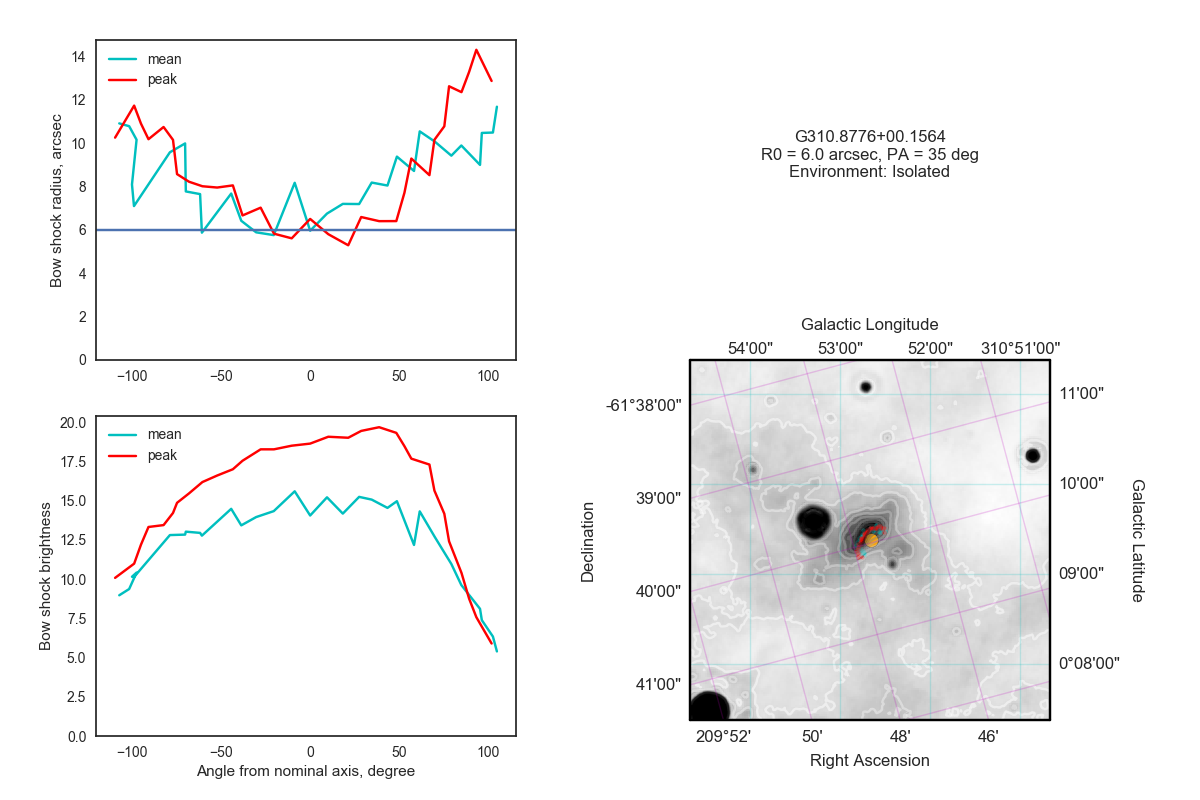 14
12
10
8
6
4
2
0
Bow shock radius, arcsec
mean
peak
−100
−50
0
50
100
20.0
17.5
15.0
12.5
10.0
7.5
5.0
2.5
0.0
Bow shock brightness
mean
peak
−100
−50
0
50
100
Angle from nominal axis, degree
G310.8776+00.1564
R0 = 6.0 arcsec, PA = 35 deg
Environment: Isolated
Galactic Longitude
54'00" 53'00" 52'00" 310°51'00"
-61°38'00"
39'00"
40'00"
41'00"
Declination
11'00"
10'00"
09'00"
0°08'00"
Galactic Latitude
209°52' 50' 48' 46'
Right Ascension